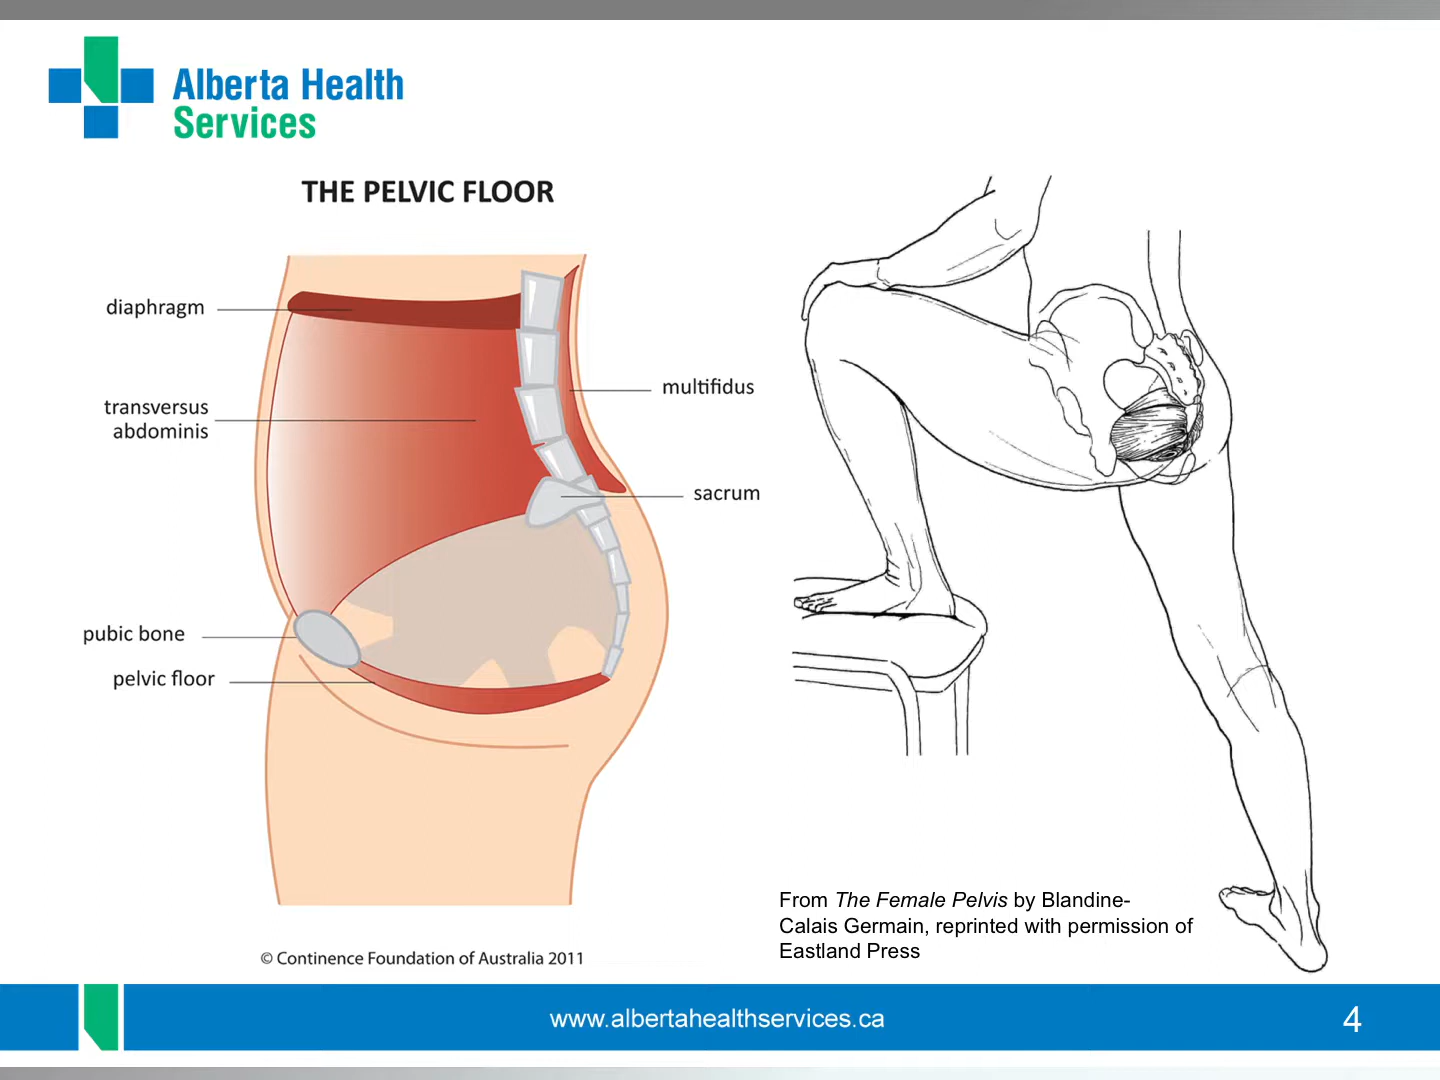 Alberta Health
Services
THE PELVIC FLOOR
diaphragm
transversus
abdominis
multifidus
sacrum
pubic bone
pelvic floor
© Continence Foundation of Australia 2011
From The Female Pelvis by Blandine-
Calais Germain, reprinted with permission of
Eastland Press
www.albertahealthservices.ca
4